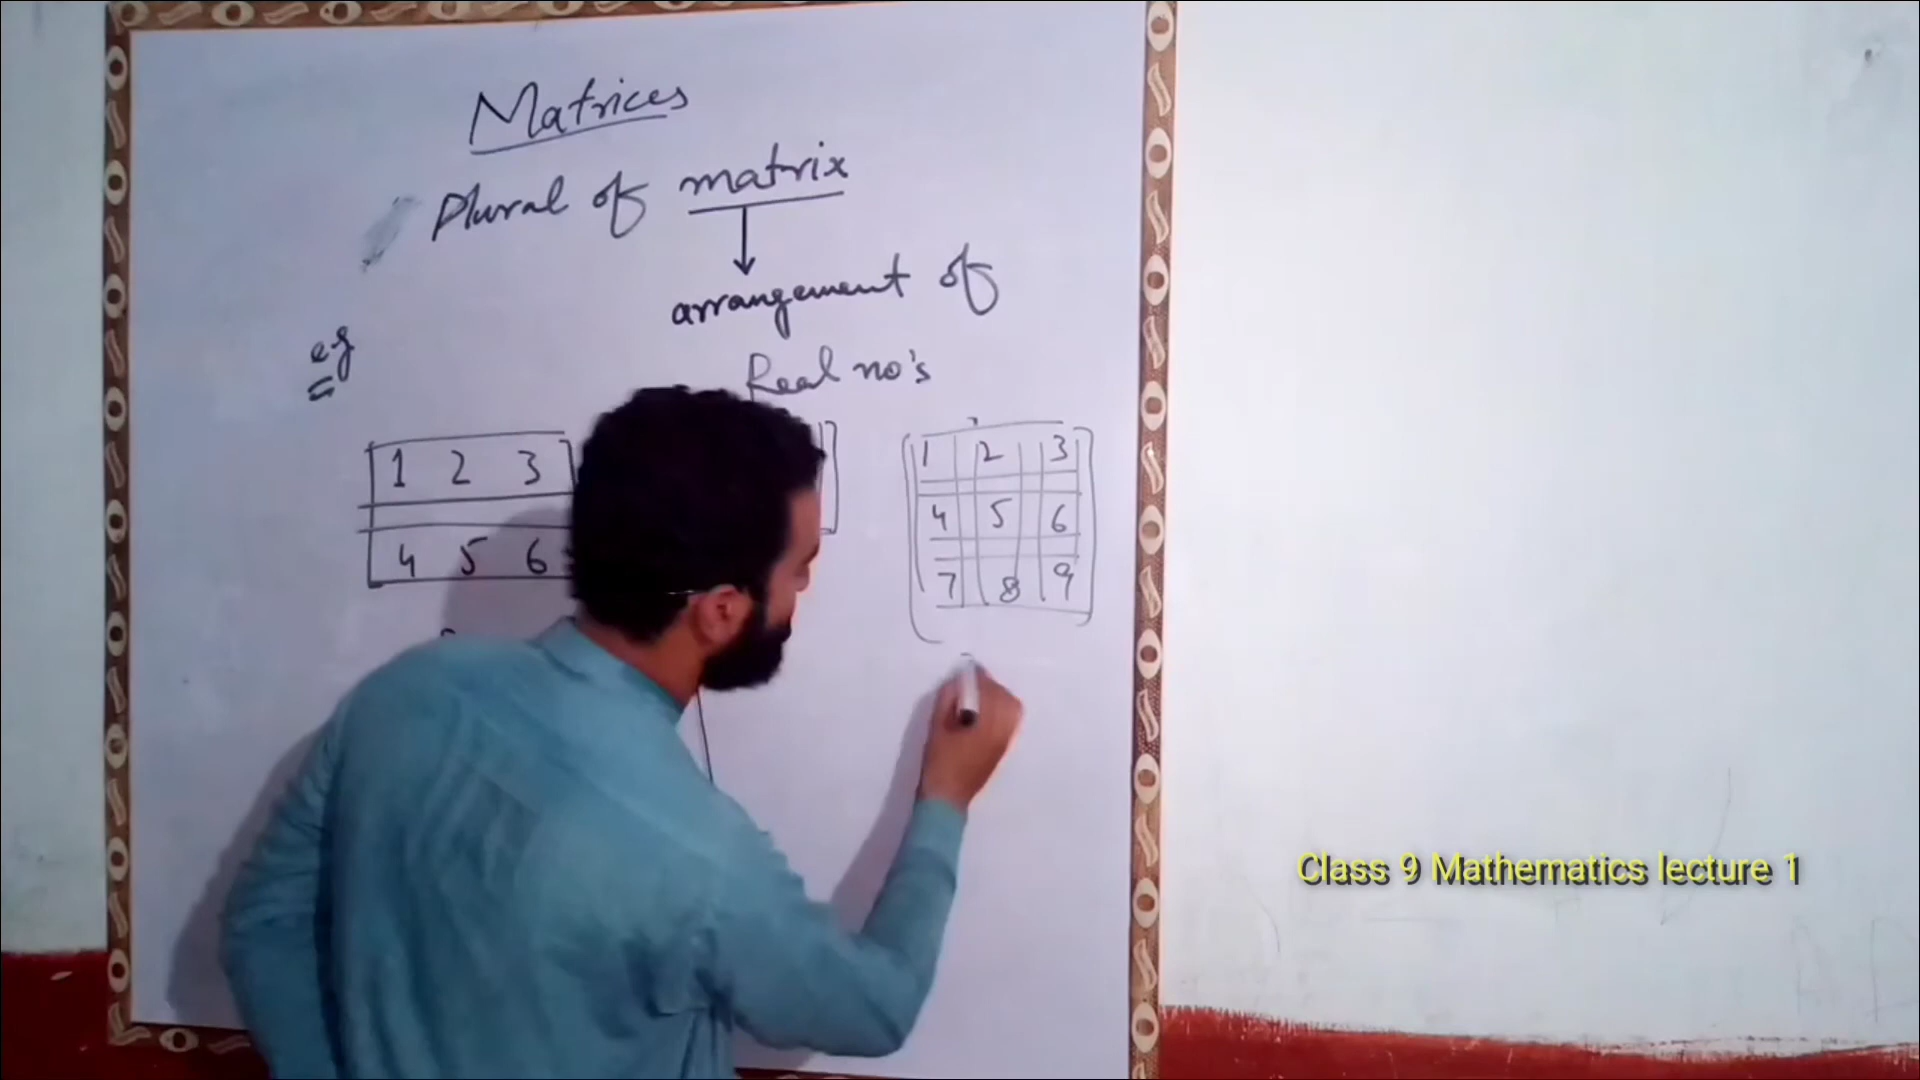 Matrices
Plural of matrix
arrangement of
eg
Real no's
1 2 3
4 5 6
1 2 3
4 5 6
7 8 9
Class 9 Mathematics lecture 1